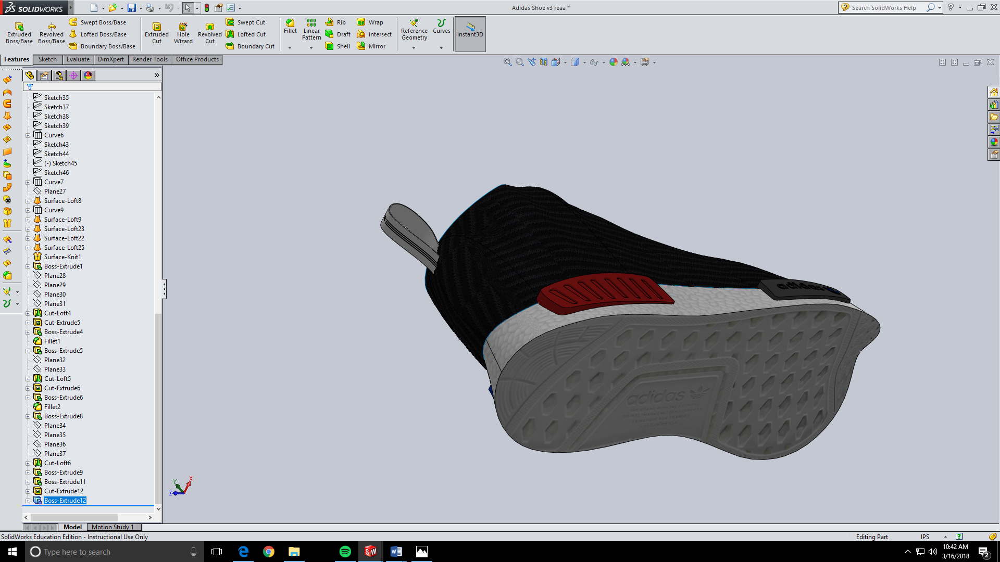 SOLIDWORKS
Adidas Shoe v3 reaa *
Search SolidWorks Help
Extruded Boss/Base
Revolved Boss/Base
Swept Boss/Base
Lofted Boss/Base
Boundary Boss/Base
Extruded Cut
Hole Wizard
Revolved Cut
Swept Cut
Lofted Cut
Boundary Cut
Fillet
Linear Pattern
Rib
Draft
Shell
Wrap
Intersect
Mirror
Reference Geometry
Curves
Instant3D
Features
Sketch
Evaluate
DimXpert
Render Tools
Office Products
Sketch35
Sketch37
Sketch38
Sketch39
Curve6
Sketch43
Sketch44
(-) Sketch45
Sketch46
Curve7
Plane27
Surface-Loft8
Curve9
Surface-Loft9
Surface-Loft23
Surface-Loft22
Surface-Loft25
Surface-Knit1
Boss-Extrude1
Plane28
Plane29
Plane30
Plane31
Cut-Loft4
Cut-Extrude5
Boss-Extrude4
Fillet1
Boss-Extrude5
Plane32
Plane33
Cut-Loft5
Cut-Extrude6
Boss-Extrude6
Fillet2
Boss-Extrude8
Plane34
Plane35
Plane36
Plane37
Cut-Loft6
Boss-Extrude9
Boss-Extrude11
Cut-Extrude12
Boss-Extrude12
adidas
adidas
Y
X
Z
Model
Motion Study 1
SolidWorks Education Edition - Instructional Use Only
Editing Part
IPS
Type here to search
10:42 AM
3/16/2018
2